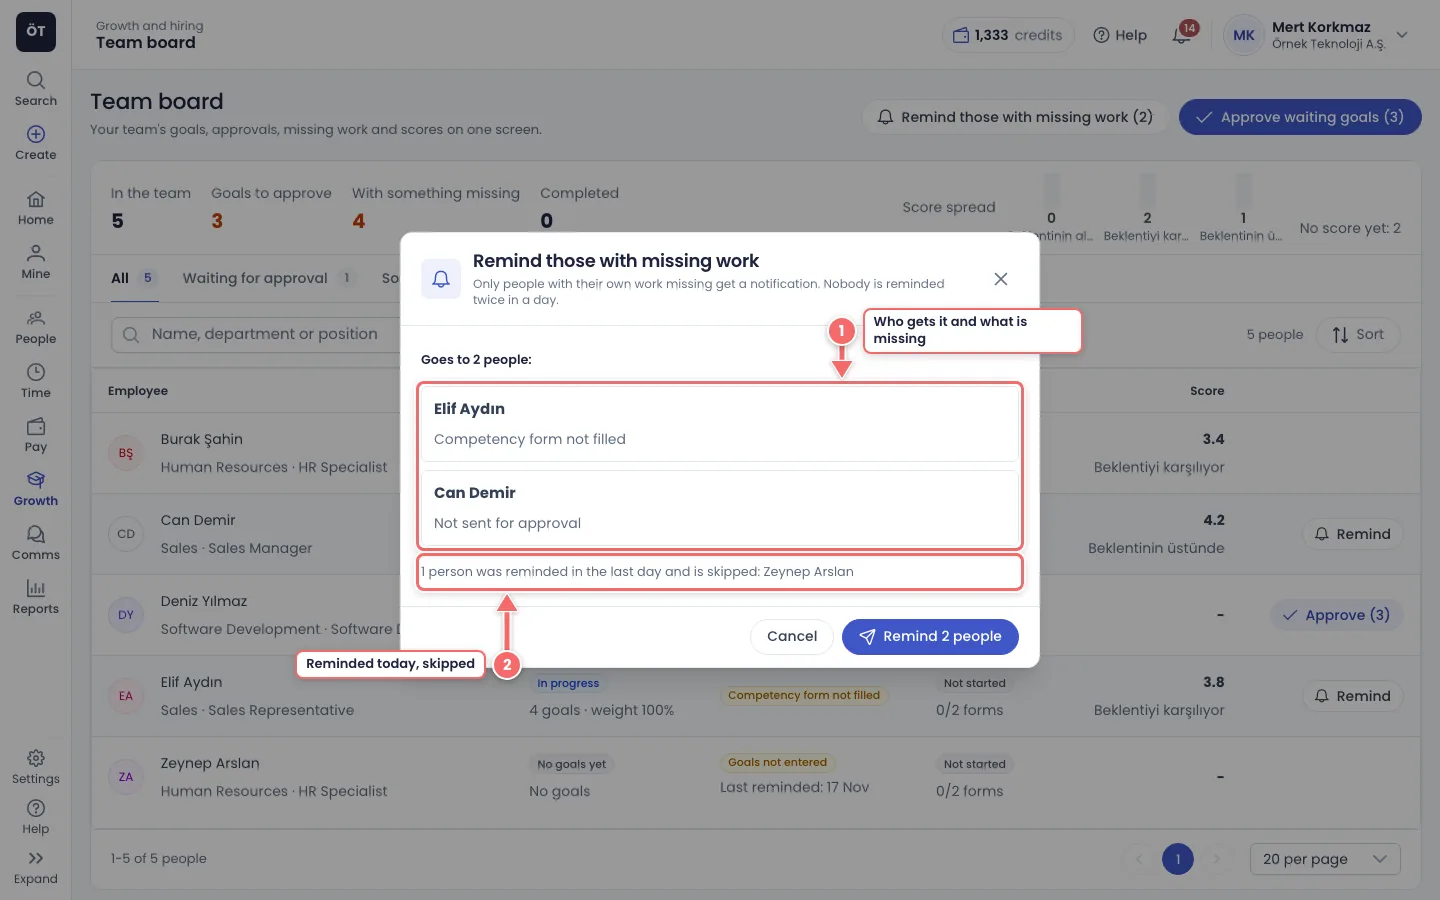 ÖT
Search
Create
Home
Mine
People
Time
Pay
Growth
Comms
Reports
Settings
Help
Expand
Growth and hiring
Team board
1,333 credits
Help
14
MK
Mert Korkmaz
Örnek Teknoloji A.Ş.
Team board
Your team's goals, approvals, missing work and scores on one screen.
Remind those with missing work (2)
Approve waiting goals (3)
In the team
5
Goals to approve
3
With something missing
4
Completed
0
Score spread
0
2
Beklentiyi kar...
1
Beklentinin ü...
No score yet: 2
All 5
Waiting for approval 1
So
Name, department or position
5 people
Sort
Employee
Score
BŞ
Burak Şahin
Human Resources · HR Specialist
3.4
Beklentiyi karşılıyor
CD
Can Demir
Sales · Sales Manager
4.2
Beklentinin üstünde
Remind
DY
Deniz Yılmaz
Software Development · Software
-
Approve (3)
EA
Elif Aydın
Sales · Sales Representative
In progress
4 goals · weight 100%
Competency form not filled
Not started
0/2 forms
3.8
Beklentiyi karşılıyor
Remind
ZA
Zeynep Arslan
Human Resources · HR Specialist
No goals yet
No goals
Goals not entered
Last reminded: 17 Nov
Not started
0/2 forms
-
1-5 of 5 people
1
20 per page
Remind those with missing work
Only people with their own work missing get a notification. Nobody is reminded
twice in a day.
1
Who gets it and what is
missing
Goes to 2 people:
Elif Aydın
Competency form not filled
Can Demir
Not sent for approval
1 person was reminded in the last day and is skipped: Zeynep Arslan
Cancel
Remind 2 people
Reminded today, skipped
2